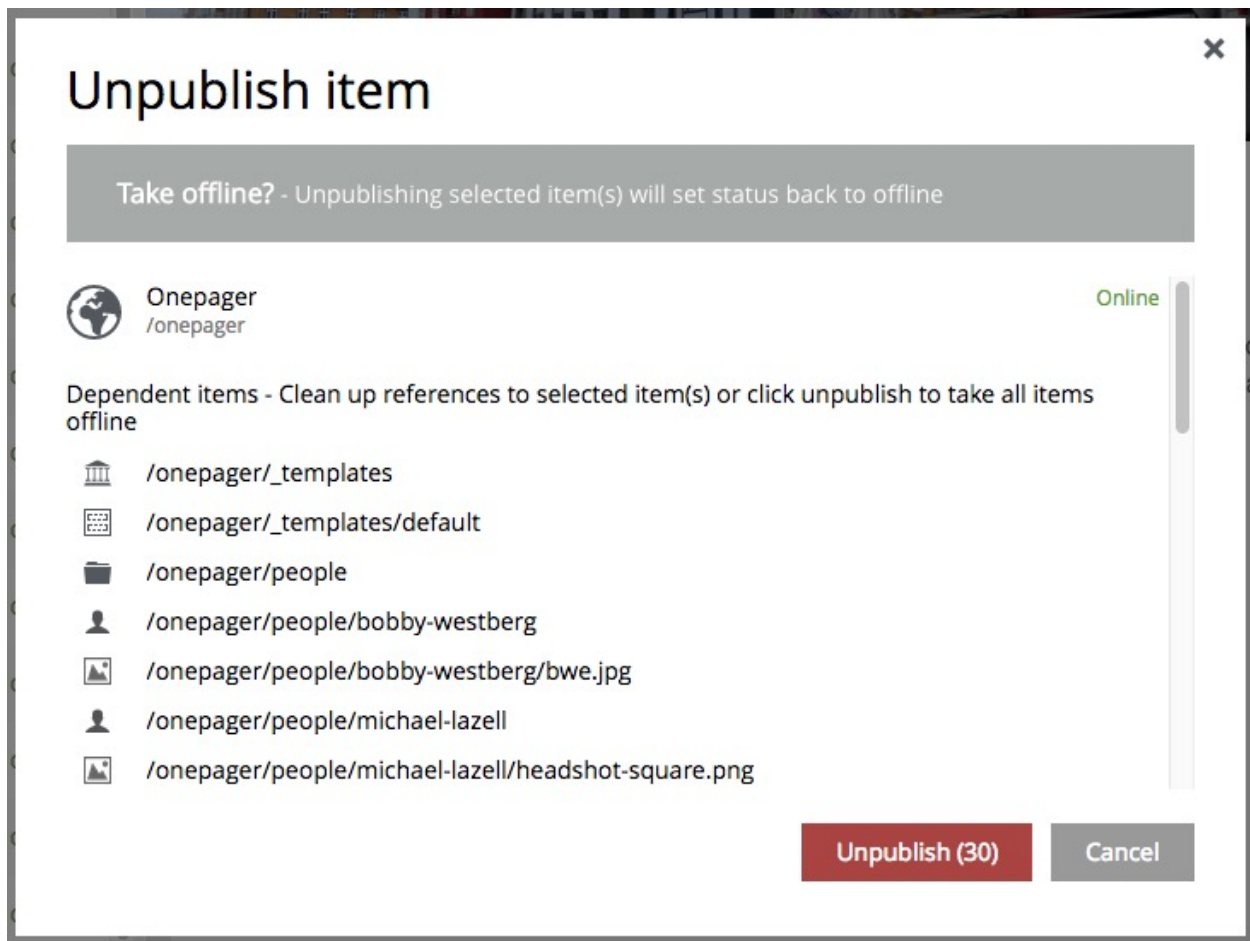 Unpublish item
Take offline? - Unpublishing selected item(s) will set status back to offline
Onepager
Online
/onepager
Dependent items - Clean up references to selected item(s) or click unpublish to take all items
offline
/onepager/_templates
/onepager/_templates/default
/onepager/people
/onepager/people/bobby-westberg
/onepager/people/bobby-westberg/bwe.jpg
/onepager/people/michael-lazell
/onepager/people/michael-lazell/headshot-square.png
Unpublish (30)
Cancel